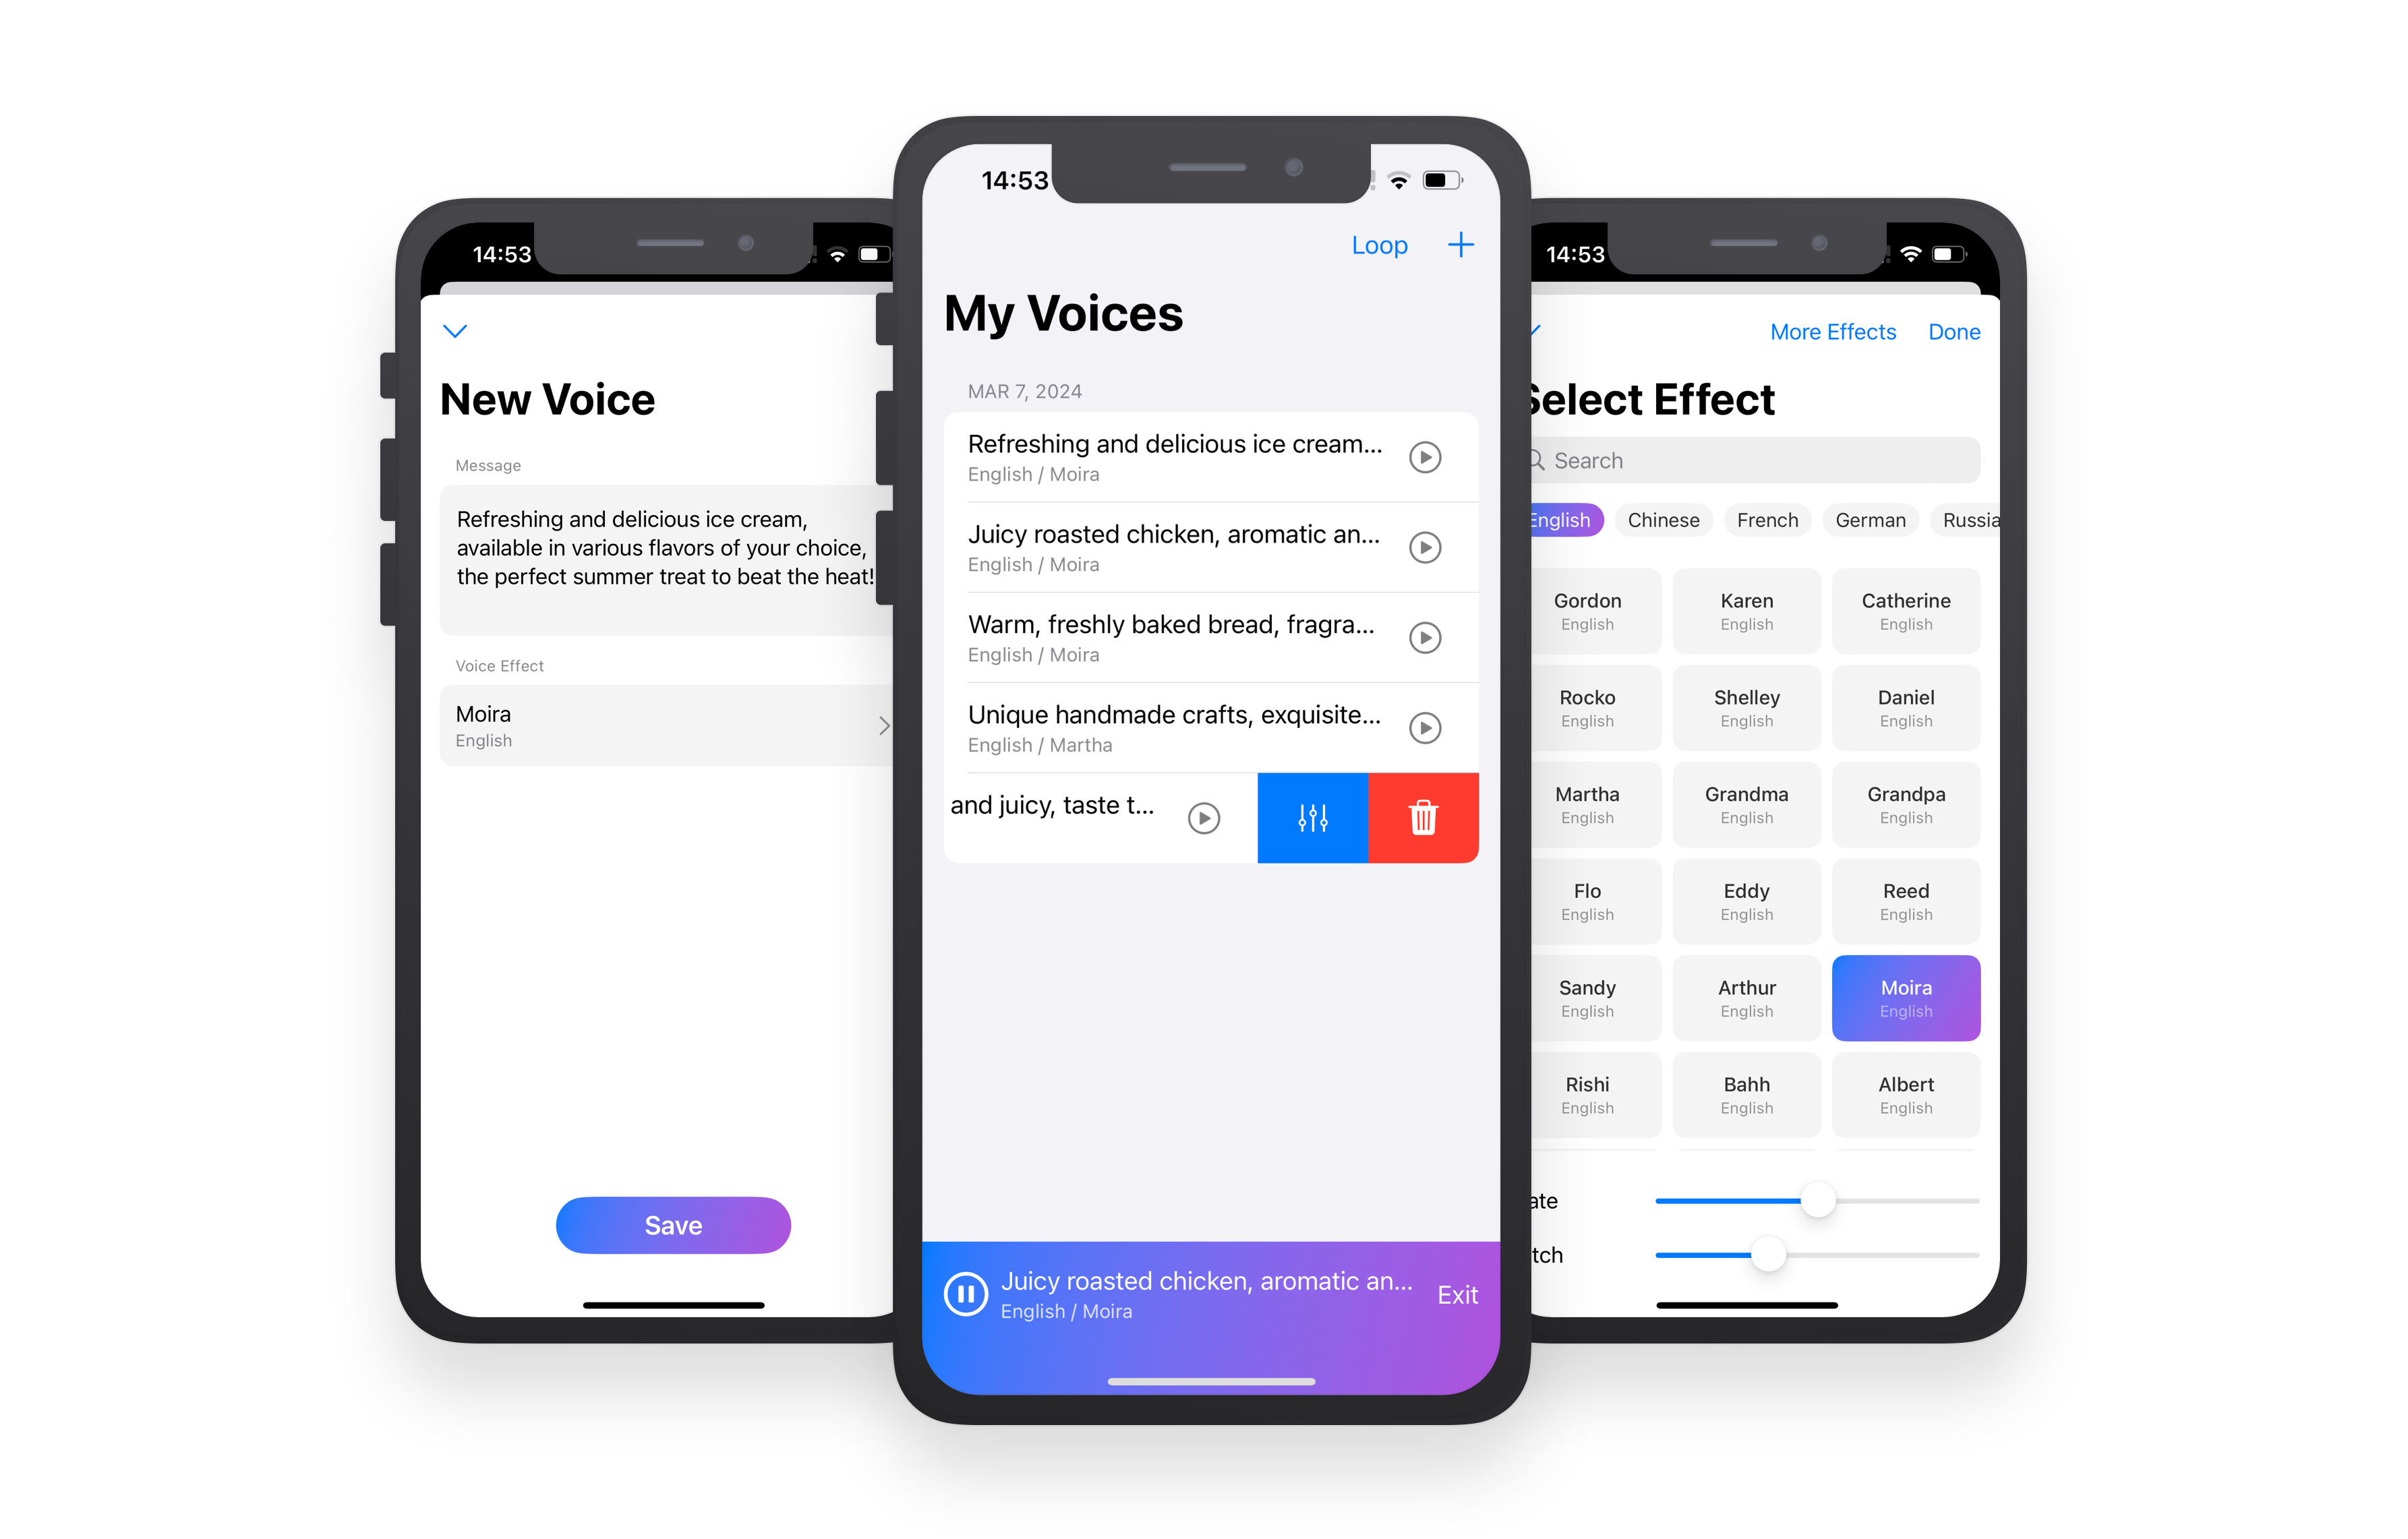 14:53
New Voice
Message
Refreshing and delicious ice cream,
available in various flavors of your choice,
the perfect summer treat to beat the heat!
Voice Effect
Moira
English
Save
14:53
Loop
My Voices
MAR 7, 2024
Refreshing and delicious ice cream...
English / Moira
Juicy roasted chicken, aromatic an...
English / Moira
Warm, freshly baked bread, fragra...
English / Moira
Unique handmade crafts, exquisite...
English / Martha
and juicy, taste t...
Juicy roasted chicken, aromatic an...
English / Moira
Exit
14:53
More Effects Done
Select Effect
Search
English Chinese French German Russia
Gordon Karen Catherine
English English English
Rocko Shelley Daniel
English English English
Martha Grandma Grandpa
English English English
Flo Eddy Reed
English English English
Sandy Arthur Moira
English English English
Rishi Bahh Albert
English English English
ate
tch